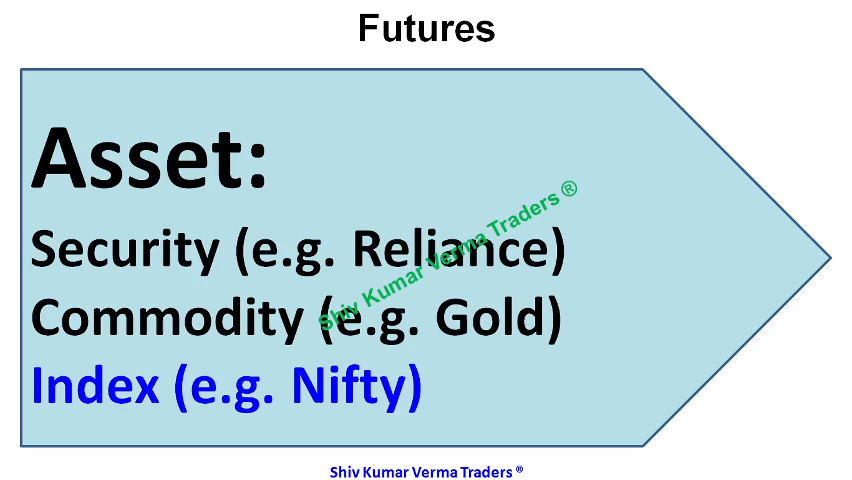 Futures
Asset:
Security (e.g. Reliance)
Commodity (e.g. Gold)
Index (e.g. Nifty)
Shiv Kumar Verma Traders ®
Shiv Kumar Verma Traders ®